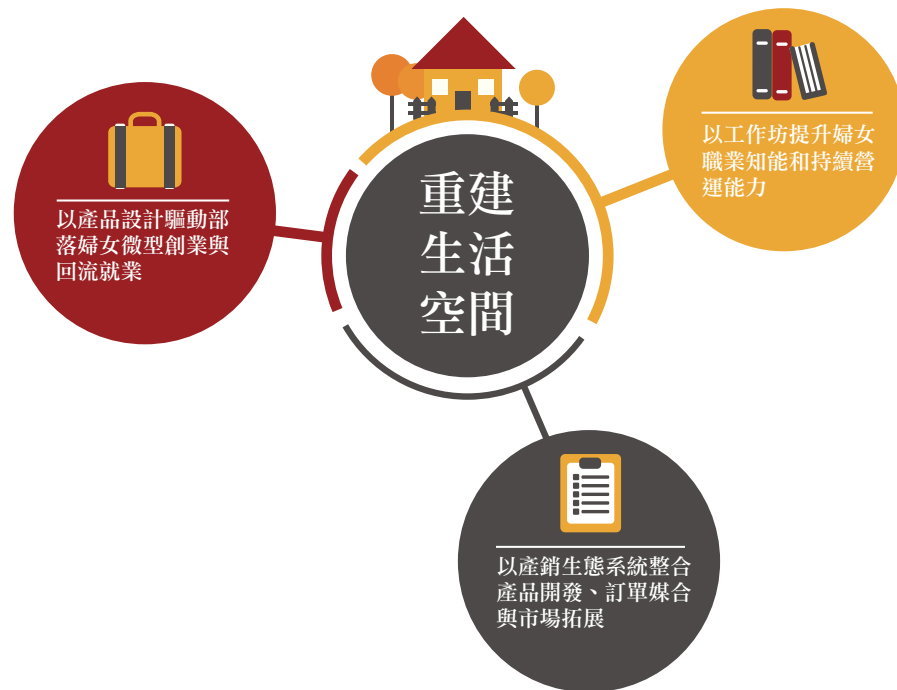 重建
生活
空間
以產品設計驅動部
落婦女微型創業與
回流就業
以工作坊提升婦女
職業知能和持續營
運能力
以產銷生態系統整合
產品開發、訂單媒合
與市場拓展